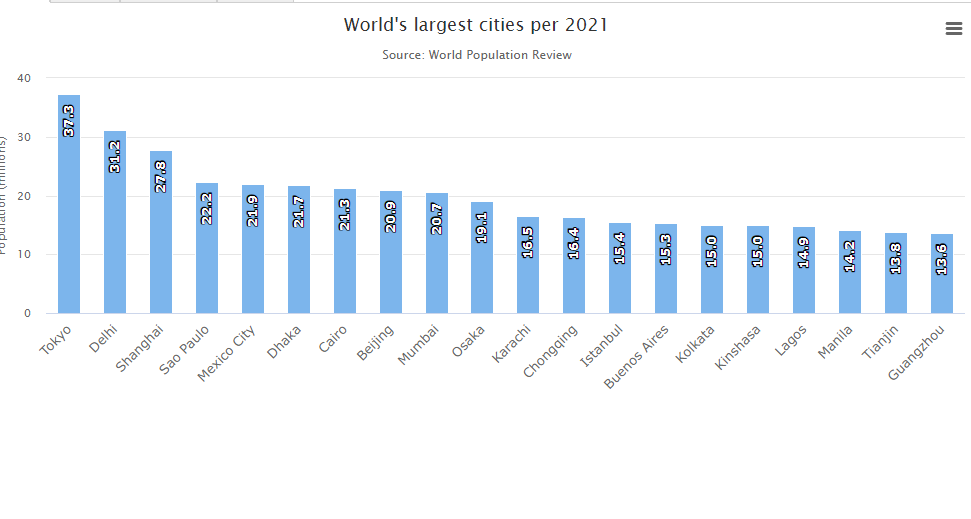 World's largest cities per 2021
Source: World Population Review
Population (millions)
40
30
20
10
0
37.3
31.2
27.8
22.2
21.9
21.7
21.3
20.9
20.7
19.1
16.5
16.4
15.4
15.3
15.0
15.0
14.9
14.2
13.8
13.6
Tokyo
Delhi
Shanghai
Sao Paulo
Mexico City
Dhaka
Cairo
Beijing
Mumbai
Osaka
Karachi
Chongqing
Istanbul
Buenos Aires
Kolkata
Kinshasa
Lagos
Manila
Tianjin
Guangzhou